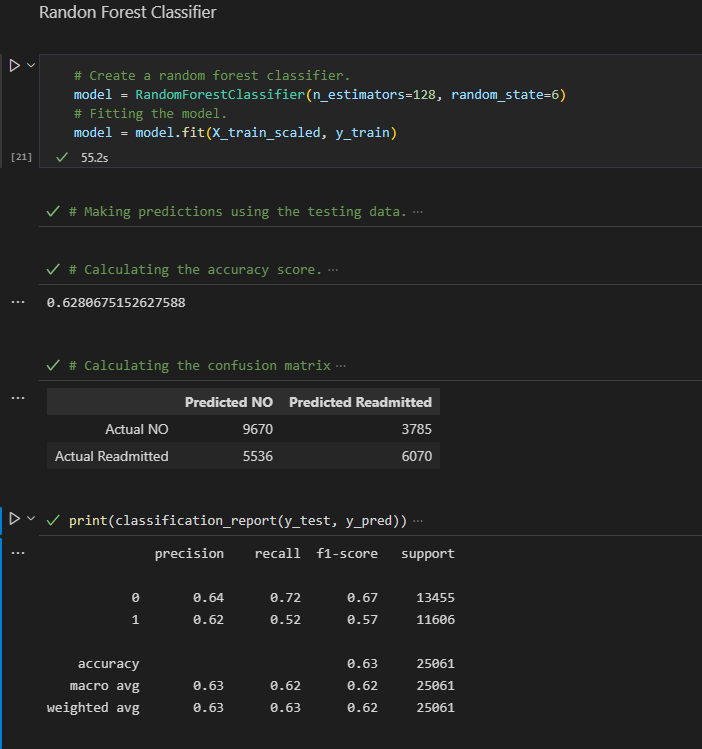 Randon Forest Classifier
# Create a random forest classifier.
model = RandomForestClassifier(n_estimators=128, random_state=6)
# Fitting the model.
model = model.fit(X_train_scaled, y_train)
[21] 55.2s
# Making predictions using the testing data. ...
# Calculating the accuracy score. ...
0.6280675152627588
# Calculating the confusion matrix ...
Predicted NO Predicted Readmitted
Actual NO 9670 3785
Actual Readmitted 5536 6070
print(classification_report(y_test, y_pred)) ...
precision recall f1-score support
0 0.64 0.72 0.67 13455
1 0.62 0.52 0.57 11606
accuracy 0.63 25061
macro avg 0.63 0.62 0.62 25061
weighted avg 0.63 0.63 0.62 25061